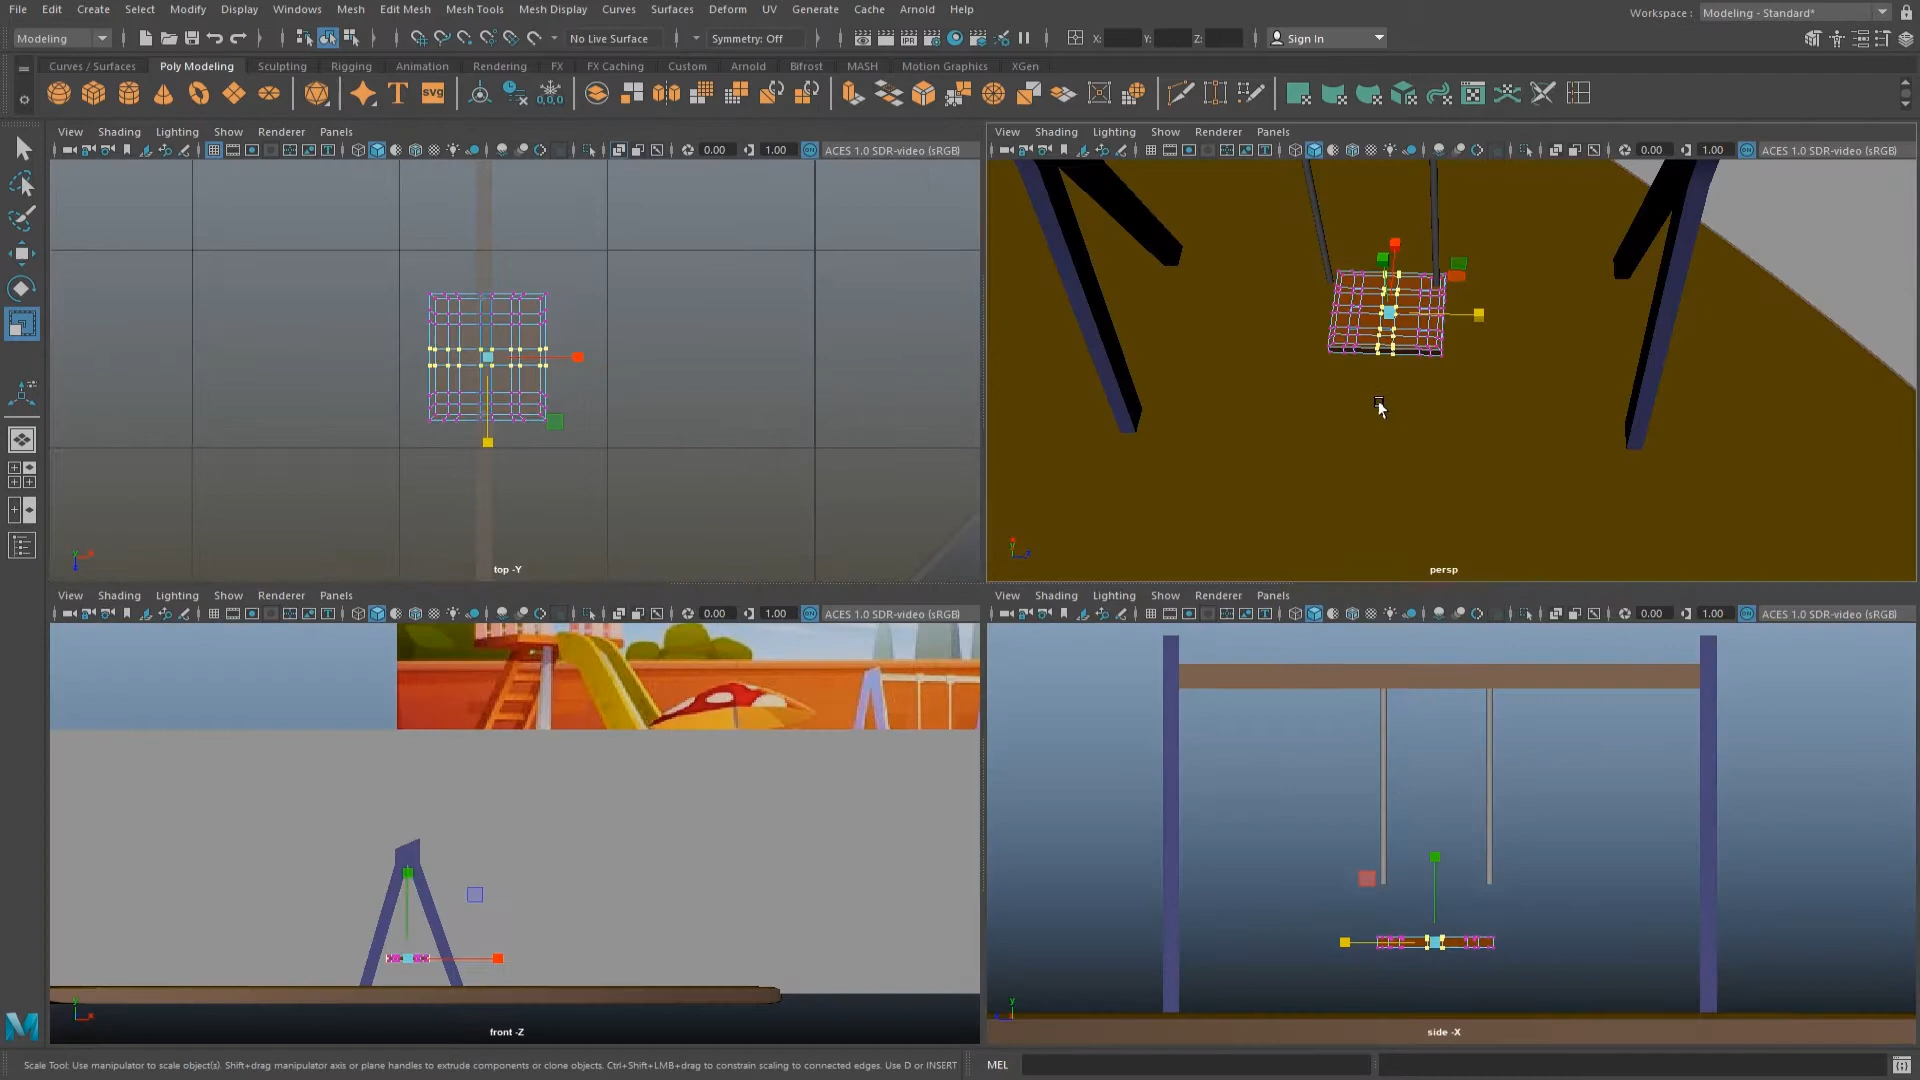 File Edit Create Select Modify Display Windows Mesh Edit Mesh Mesh Tools Mesh Display Curves Surfaces Deform UV Generate Cache Arnold Help
Workspace : Modeling - Standard*
Modeling No Live Surface Symmetry: Off X: Y: Z: Sign In
Curves / Surfaces Poly Modeling Sculpting Rigging Animation Rendering FX FX Caching Custom Arnold Bifrost MASH Motion Graphics XGen
T svg 0,0,0
View Shading Lighting Show Renderer Panels
0.00 1.00 ON ACES 1.0 SDR-video (sRGB)
top -Y
View Shading Lighting Show Renderer Panels
0.00 1.00 ON ACES 1.0 SDR-video (sRGB)
persp
View Shading Lighting Show Renderer Panels
0.00 1.00 ON ACES 1.0 SDR-video (sRGB)
front -Z
View Shading Lighting Show Renderer Panels
0.00 1.00 ON ACES 1.0 SDR-video (sRGB)
side -X
Scale Tool: Use manipulator to scale object(s). Shift+drag manipulator axis or plane handles to extrude components or clone objects. Ctrl+Shift+LMB+drag to constrain scaling to connected edges. Use D or INSERT
MEL